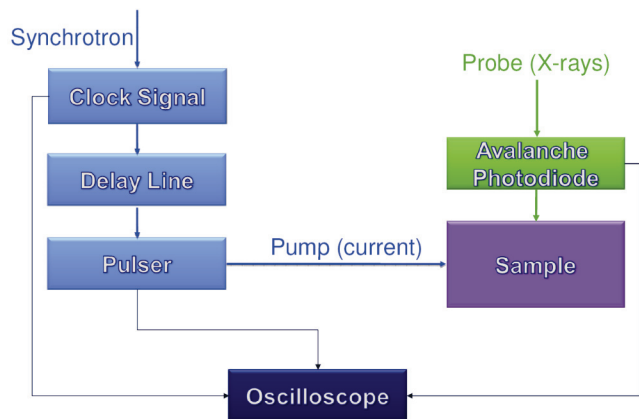 Synchrotron
Clock Signal
Delay Line
Pulser
Pump (current)
Probe (X-rays)
Avalanche
Photodiode
Sample
Oscilloscope